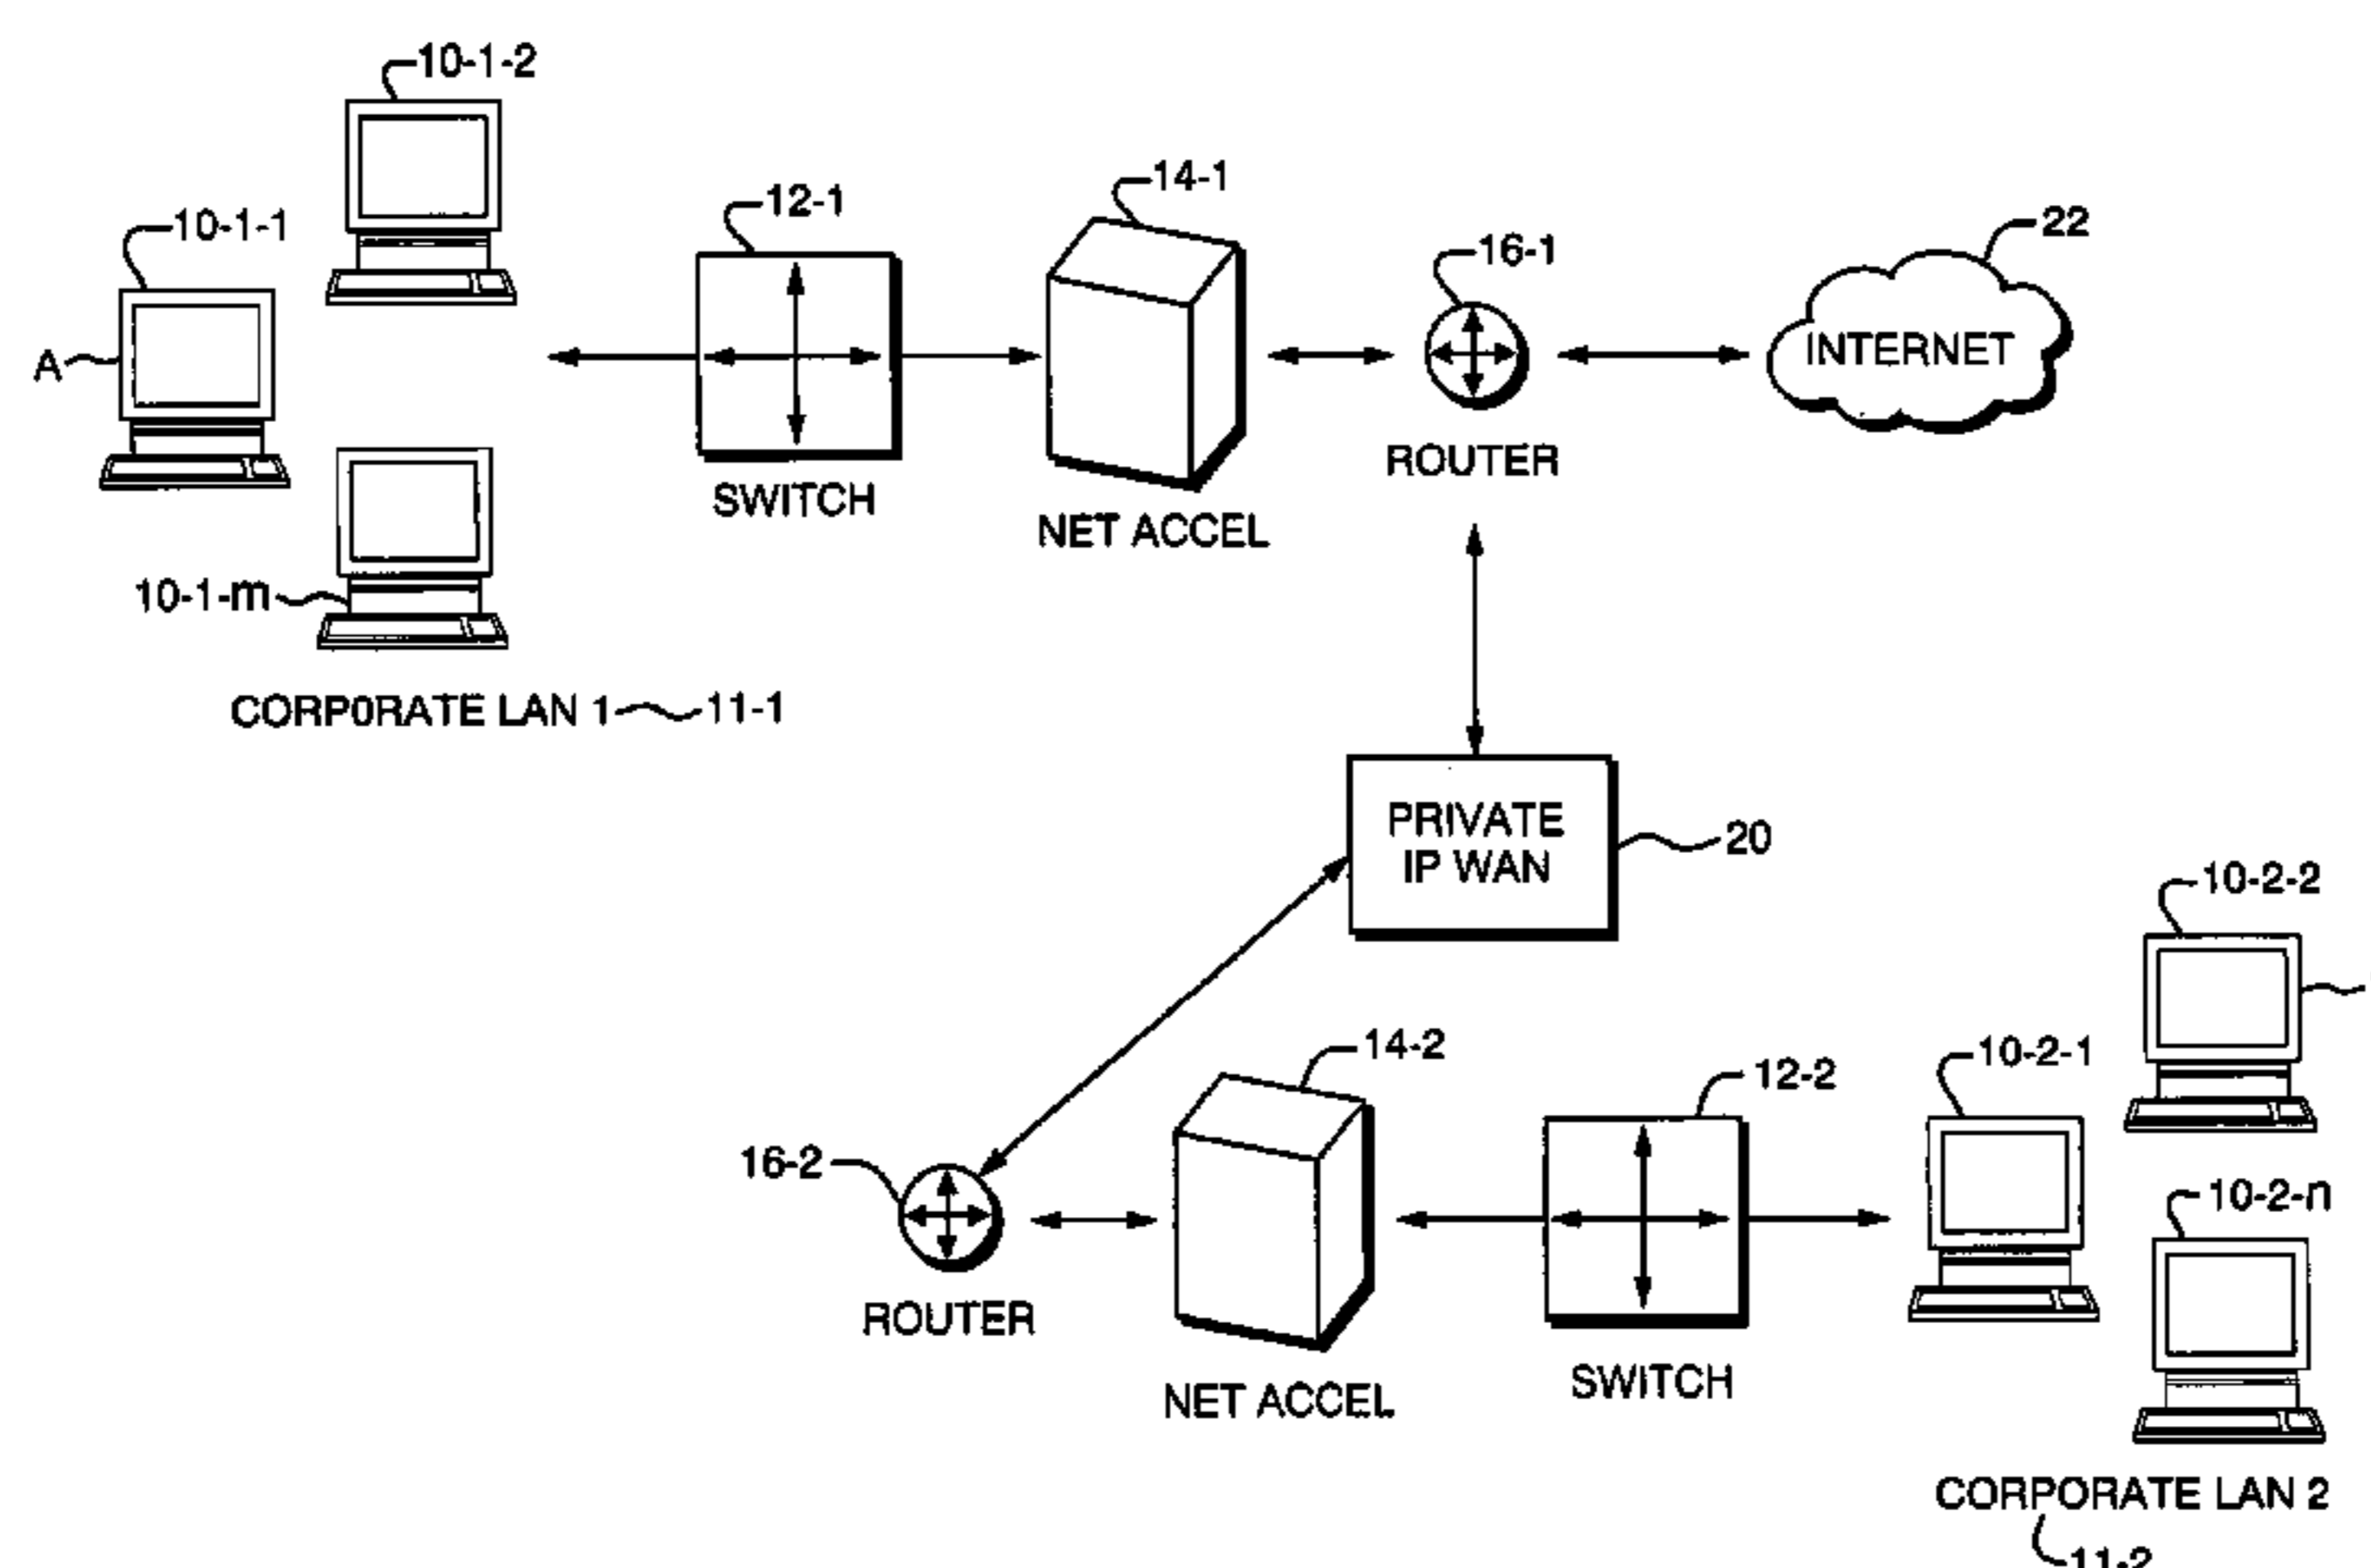 10-1-2
10-1-1
A
10-1-m
CORPORATE LAN 1
11-1
12-1
SWITCH
14-1
NET ACCEL
16-1
ROUTER
22
INTERNET
PRIVATE
IP WAN
20
16-2
ROUTER
14-2
NET ACCEL
12-2
SWITCH
10-2-2
10-2-1
10-2-n
CORPORATE LAN 2
11-2